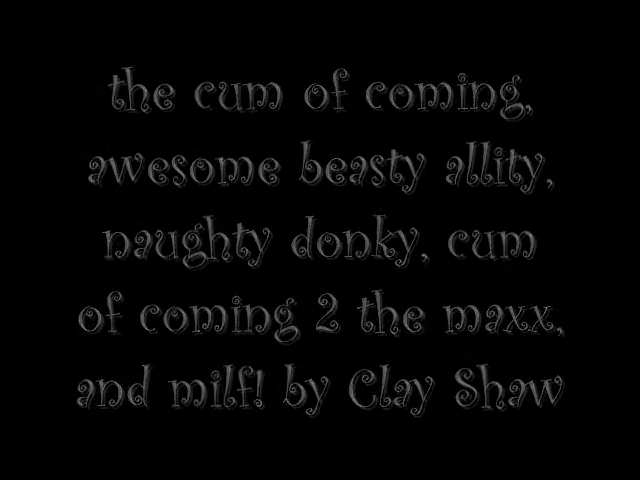 the cum of coming,
awesome beasty allity,
naughty donky, cum
of coming 2 the maxx,
and milf! by Clay Shaw